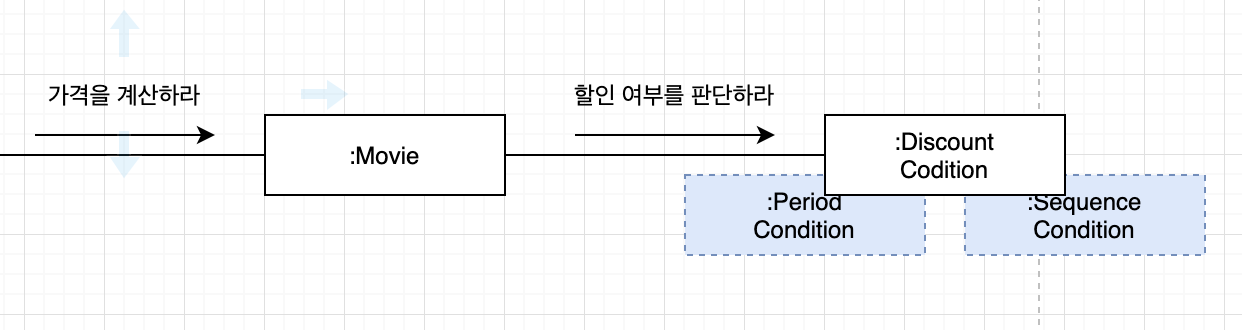 가격을 계산하라
할인 여부를 판단하라
:Movie
:Discount
Codition
:Period
Condition
:Sequence
Condition